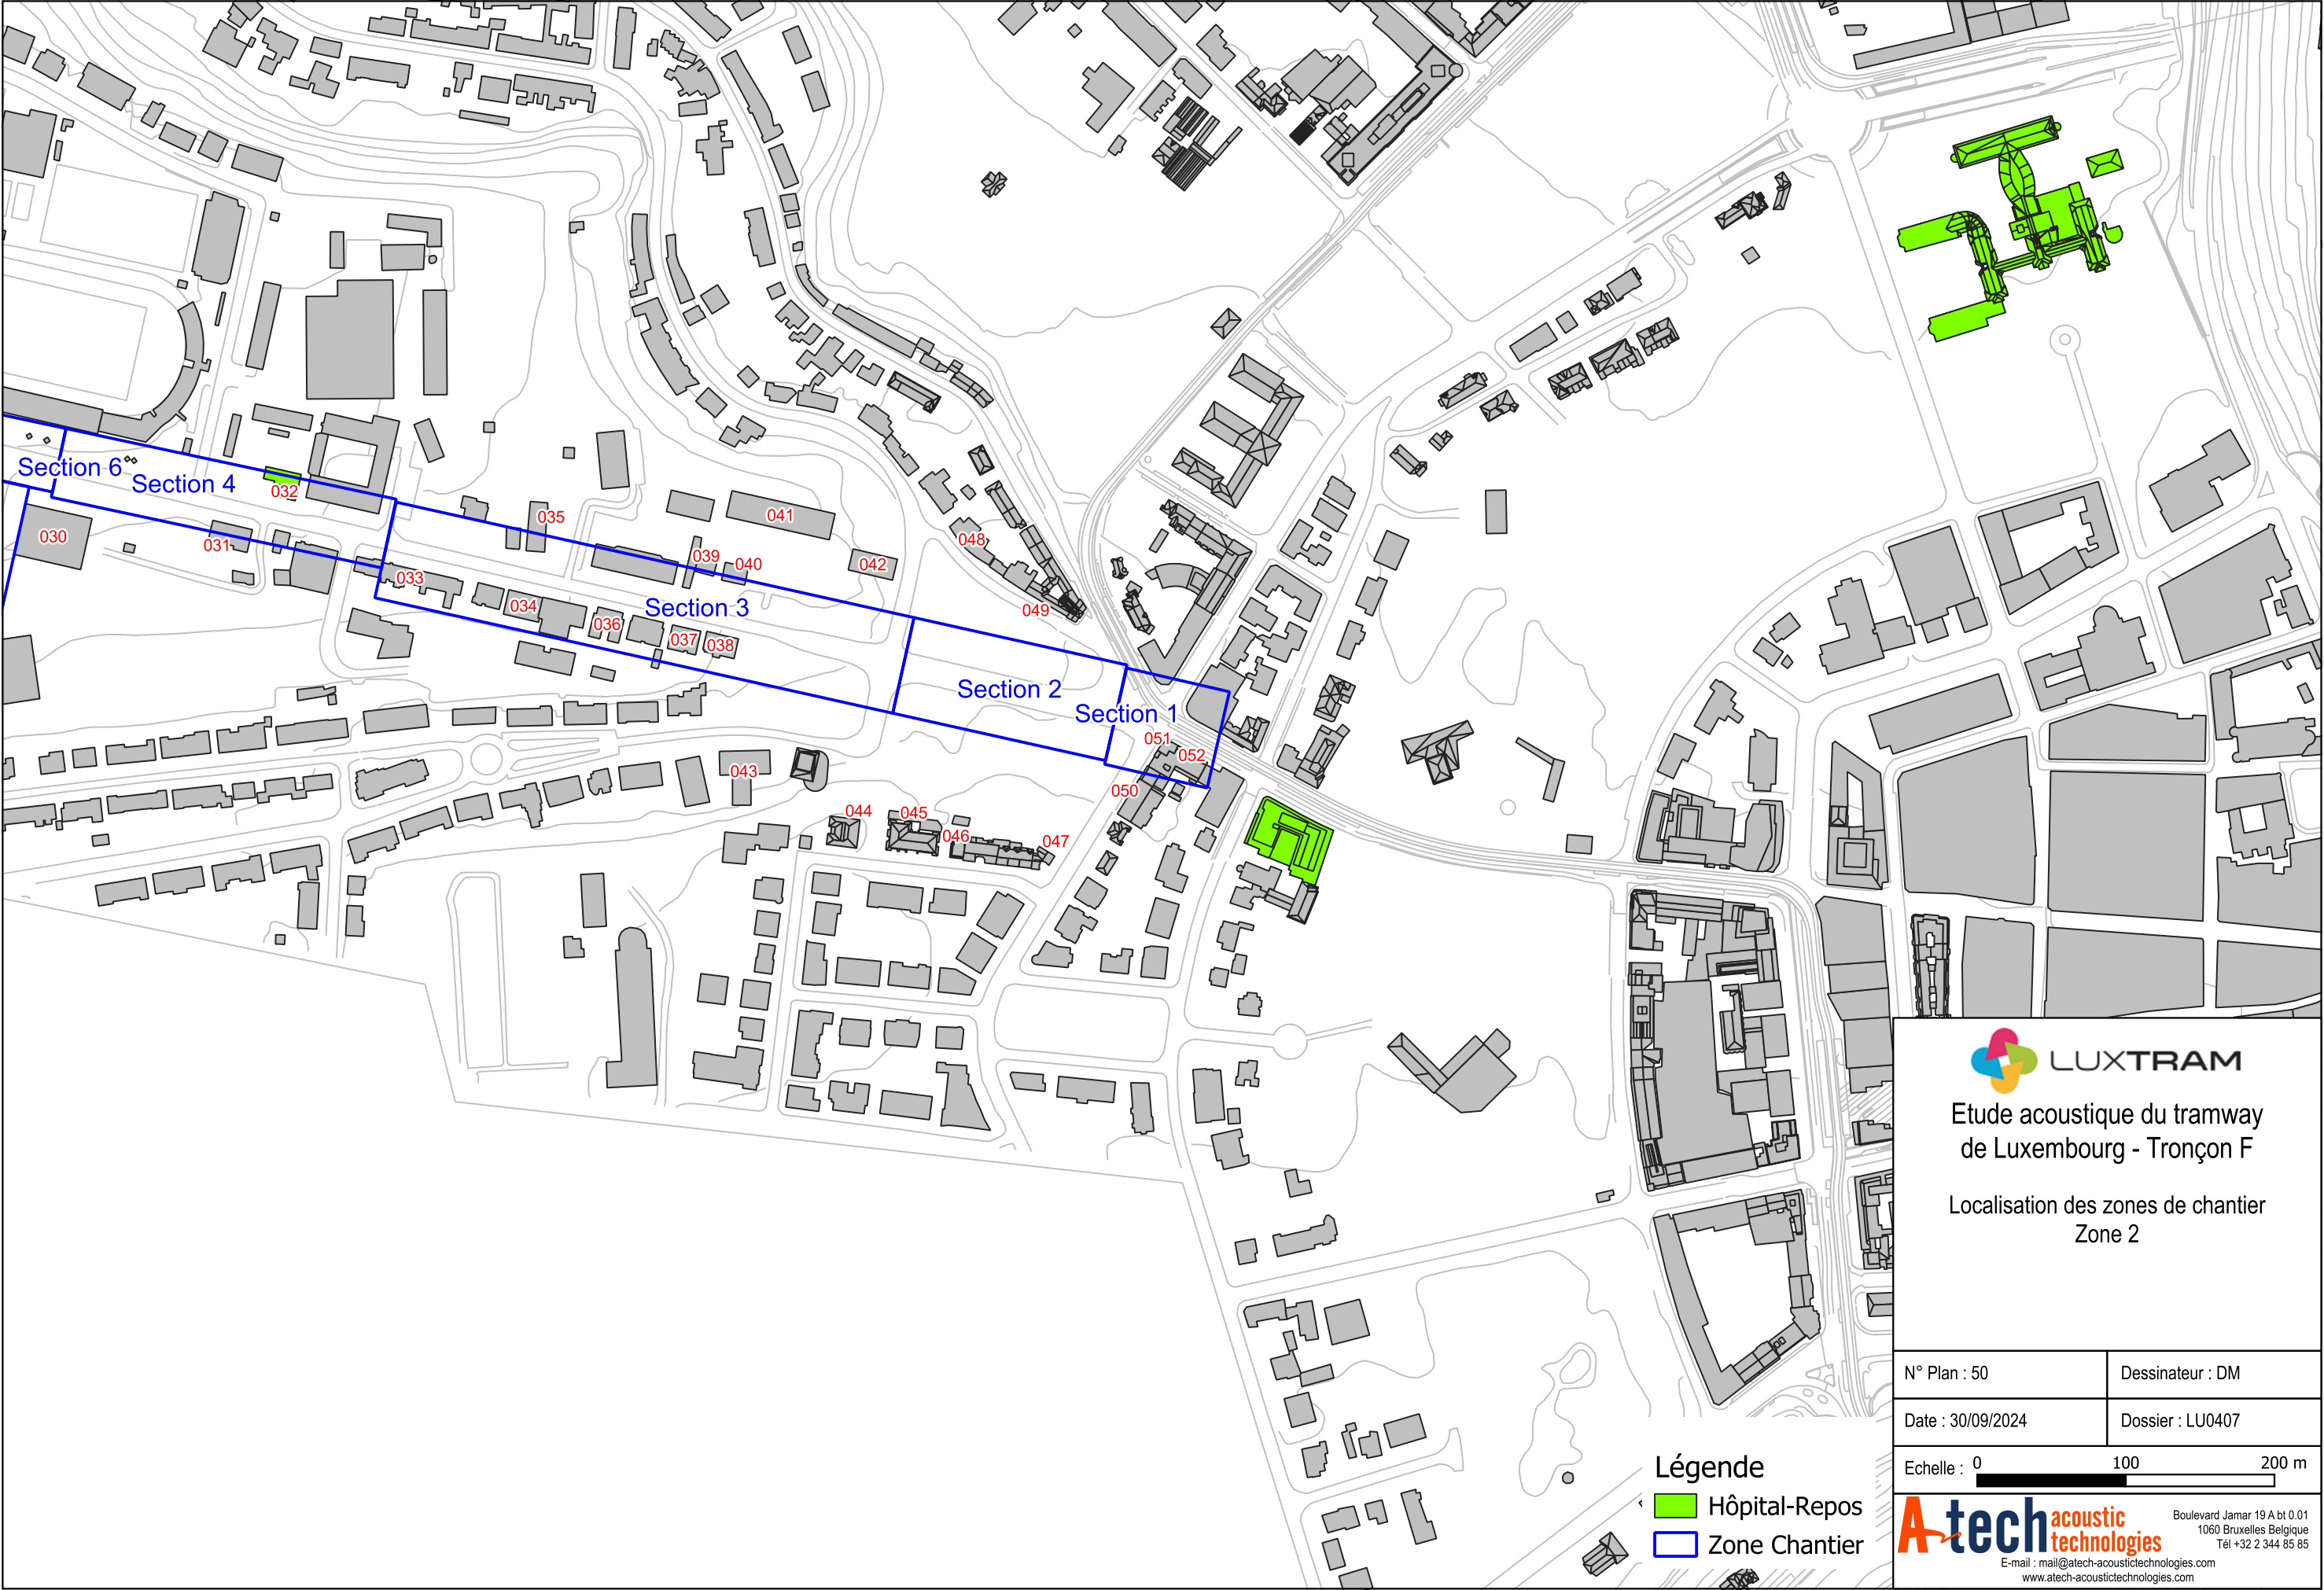 Section 6
Section 4
032
030
031
035
041
033
039
040
042
048
034
Section 3
049
036
037
038
Section 2
Section 1
051
052
043
050
044
045
046
047
LUXTRAM
Etude acoustique du tramway
de Luxembourg - Tronçon F
Localisation des zones de chantier
Zone 2
N° Plan : 50
Dessinateur : DM
Date : 30/09/2024
Dossier : LU0407
Echelle : 0 100 200 m
Légende
Hôpital-Repos
Zone Chantier
A-tech acoustic technologies
Boulevard Jamar 19 A bt 0.01
1060 Bruxelles Belgique
Tél +32 2 344 85 85
E-mail : mail@atech-acoustictechnologies.com
www.atech-acoustictechnologies.com